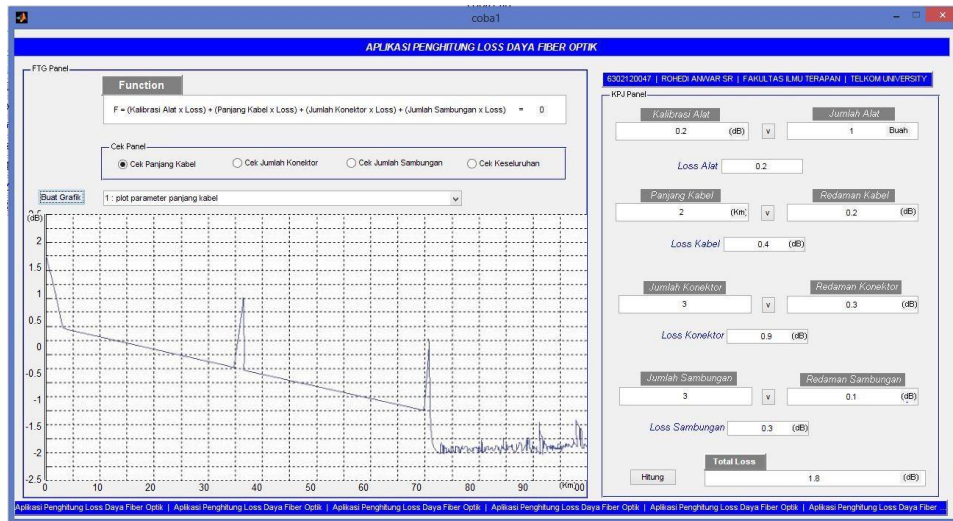 coba1
APLIKASI PENGHITUNG LOSS DAYA FIBER OPTIK
FTG Panel
Function
F = (Kalibrasi Alat x Loss) + (Panjang Kabel x Loss) + (Jumlah Konektor x Loss) + (Jumlah Sambungan x Loss) = 0
Cek Panel
Cek Panjang Kabel Cek Jumlah Konektor Cek Jumlah Sambungan Cek Keseluruhan
Buat Grafik 1 : plot parameter panjang kabel
(dB)
2
1.5
1
0.5
0
-0.5
-1
-1.5
-2
-2.5
0 10 20 30 40 50 60 70 80 90 (Km)
6302120047 | ROHEDI ANWAR SR | FAKULTAS ILMU TERAPAN | TELKOM UNIVERSITY
KPJ Panel
Kalibrasi Alat Jumlah Alat
0.2 (dB) v 1 Buah
Loss Alat 0.2
Panjang Kabel Redaman Kabel
2 (Km) v 0.2 (dB)
Loss Kabel 0.4 (dB)
Jumlah Konektor Redaman Konektor
3 v 0.3 (dB)
Loss Konektor 0.9 (dB)
Jumlah Sambungan Redaman Sambungan
3 v 0.1 (dB)
Loss Sambungan 0.3 (dB)
Total Loss
Hitung 1.8 (dB)
Aplikasi Penghitung Loss Daya Fiber Optik | Aplikasi Penghitung Loss Daya Fiber Optik | Aplikasi Penghitung Loss Daya Fiber Optik | Aplikasi Penghitung Loss Daya Fiber Optik | Aplikasi Penghitung Loss Daya Fiber Optik | Aplikasi Penghitung Loss Daya Fiber ...